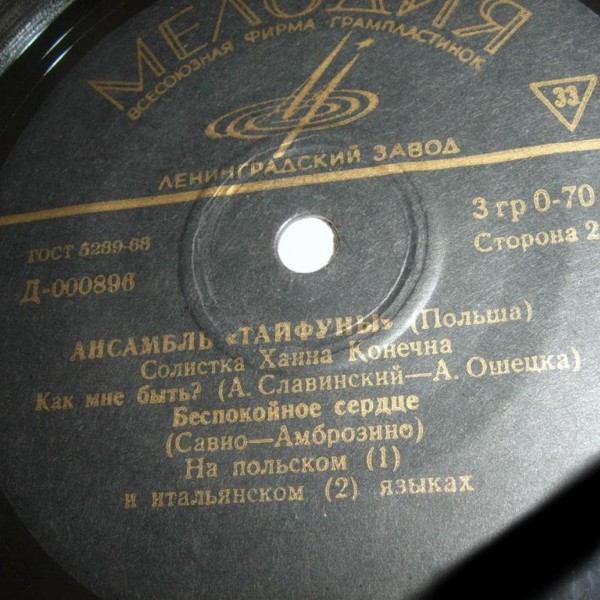 МЕЛОДИЯ
ВСЕСОЮЗНАЯ ФИРМА ГРАМПЛАСТИНОК
33
ЛЕНИНГРАДСКИЙ ЗАВОД
ГОСТ 5289-68
Д-000896
3 гр 0-70
Сторона 2
АНСАМБЛЬ «ТАЙФУНЫ» (Польша)
Солистка Ханна Конечна
Как мне быть? (А. Славинский—А. Ошецка)
Беспокойное сердце
(Савио—Амброзино)
На польском (1)
и итальянском (2) языках